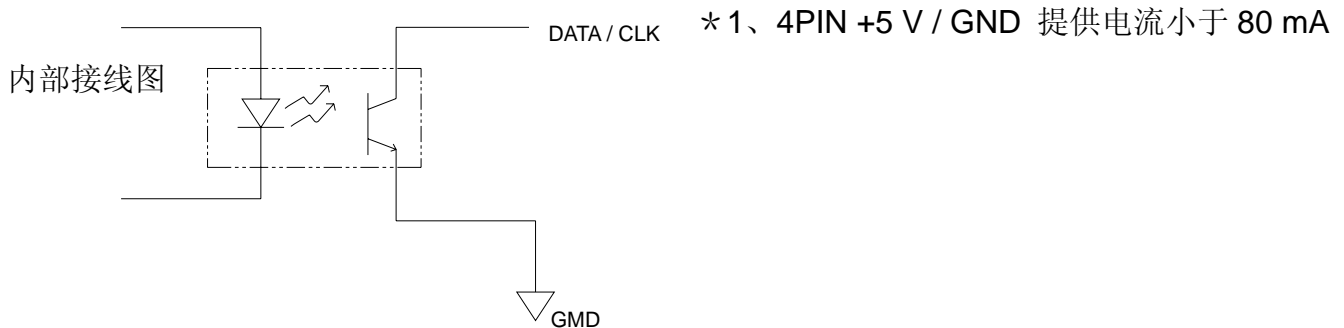 DATA / CLK
＊1、4PIN +5 V / GND 提供电流小于 80 mA
内部接线图
GMD